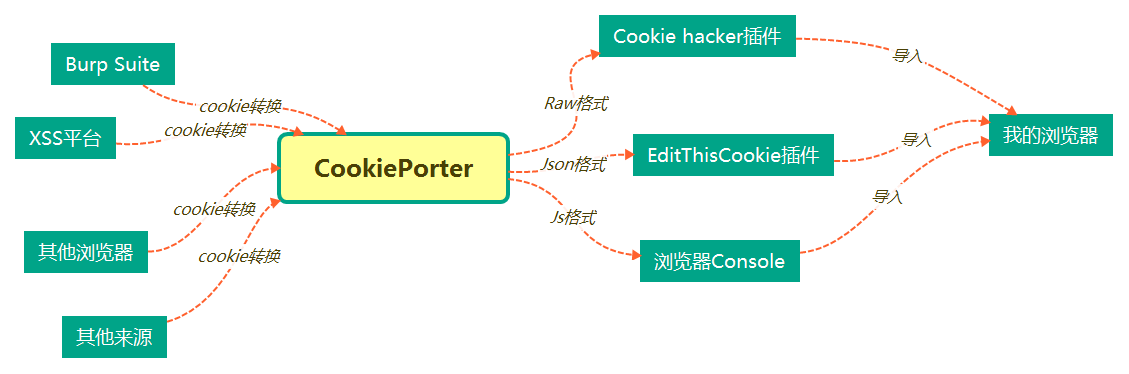 Cookie hacker插件
Burp Suite
导入
cookie转换
Raw格式
XSS平台
cookie转换
我的浏览器
CookiePorter
Json格式
EditThisCookie插件
导入
cookie转换
Js格式
导入
其他浏览器
cookie转换
浏览器Console
其他来源